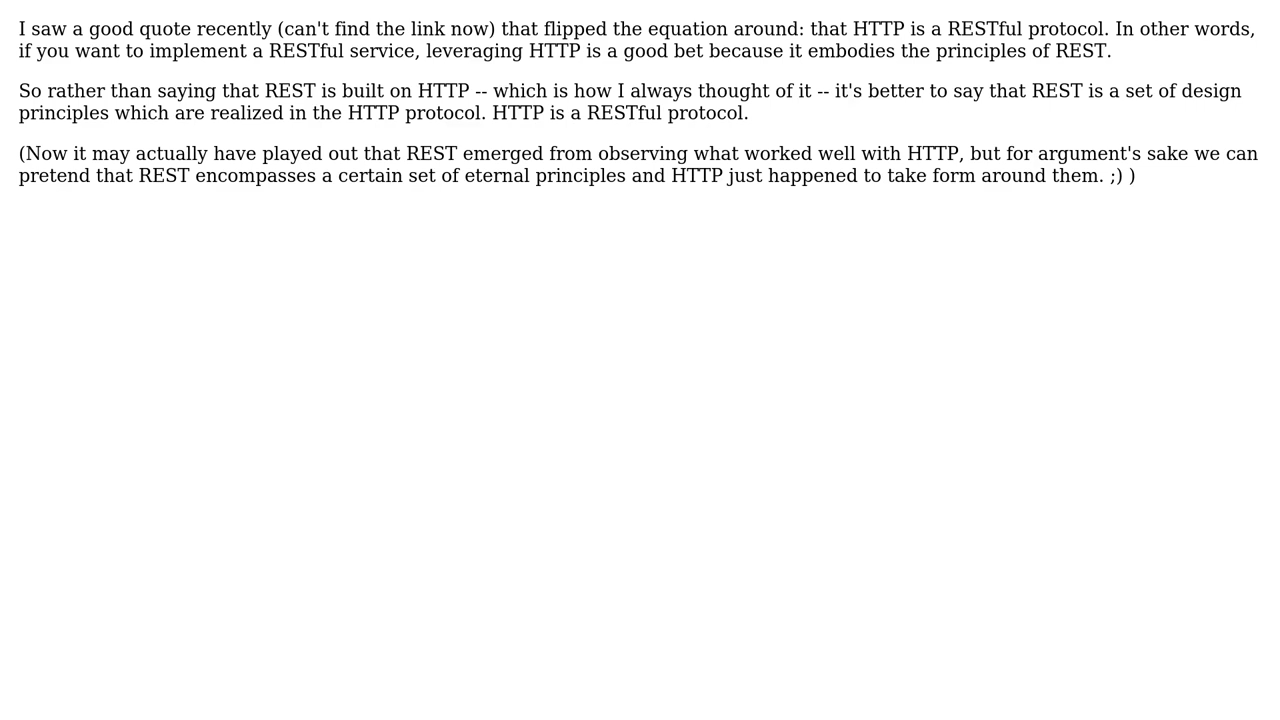 I saw a good quote recently (can't find the link now) that flipped the equation around: that HTTP is a RESTful protocol. In other words,
if you want to implement a RESTful service, leveraging HTTP is a good bet because it embodies the principles of REST.
So rather than saying that REST is built on HTTP -- which is how I always thought of it -- it's better to say that REST is a set of design
principles which are realized in the HTTP protocol. HTTP is a RESTful protocol.
(Now it may actually have played out that REST emerged from observing what worked well with HTTP, but for argument's sake we can
pretend that REST encompasses a certain set of eternal principles and HTTP just happened to take form around them. ;) )